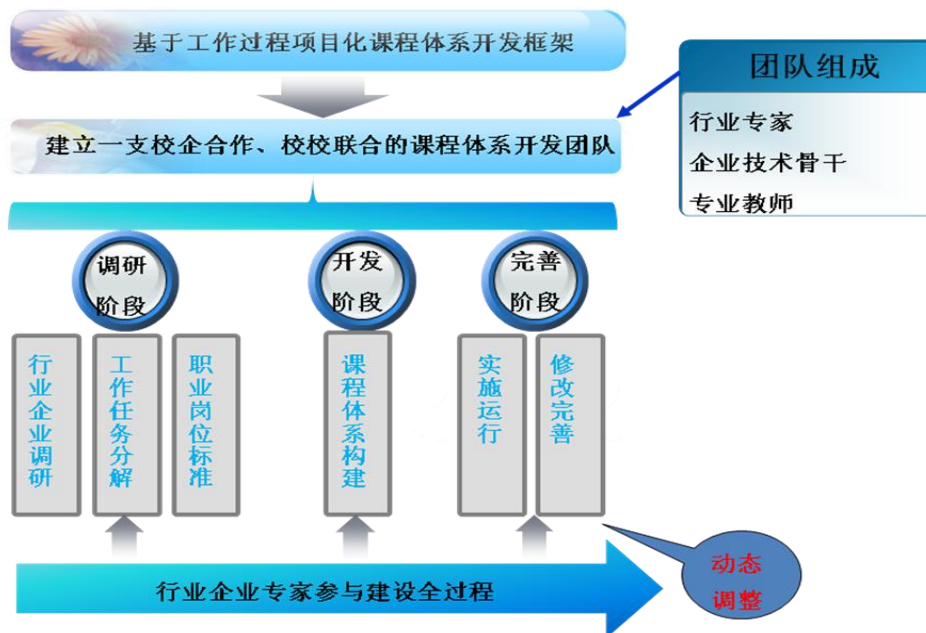 基于工作过程项目化课程体系开发框架
团队组成
行业专家
企业技术骨干
专业教师
建立一支校企合作、校校联合的课程体系开发团队
调研
阶段
开发
阶段
完善
阶段
行业企业调研
工作任务分解
职业岗位标准
课程体系构建
实施运行
修改完善
动态
调整
行业企业专家参与建设全过程